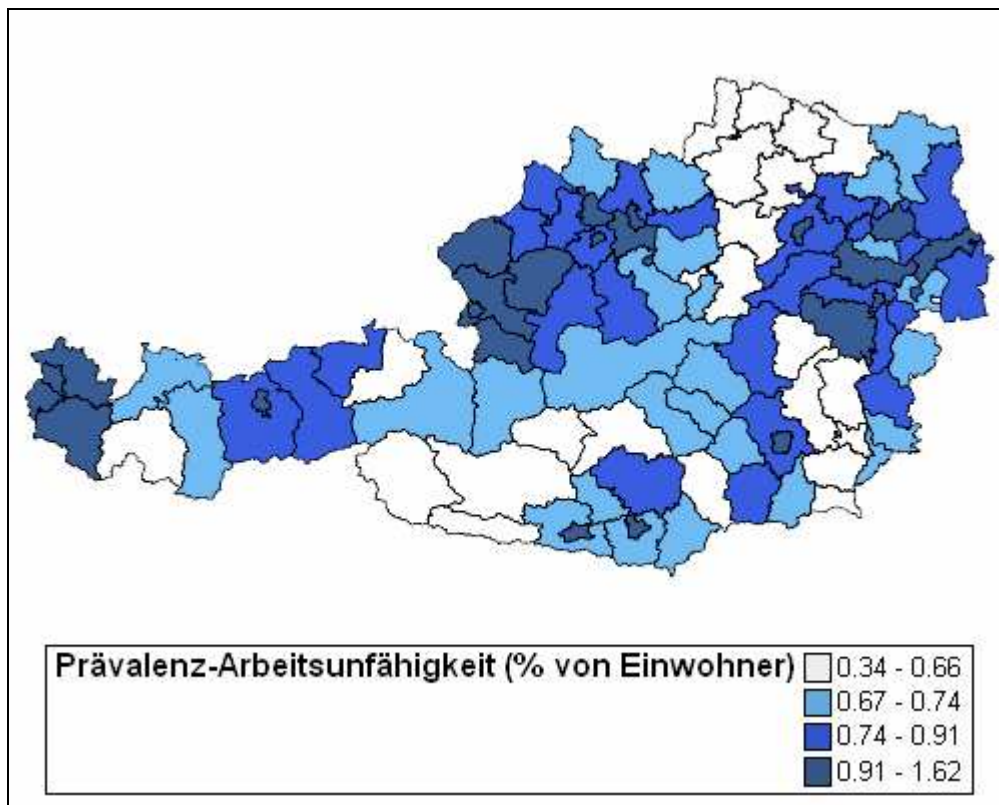 Prävalenz-Arbeitsunfähigkeit (% von Einwohner)
0.34 - 0.66
0.67 - 0.74
0.74 - 0.91
0.91 - 1.62